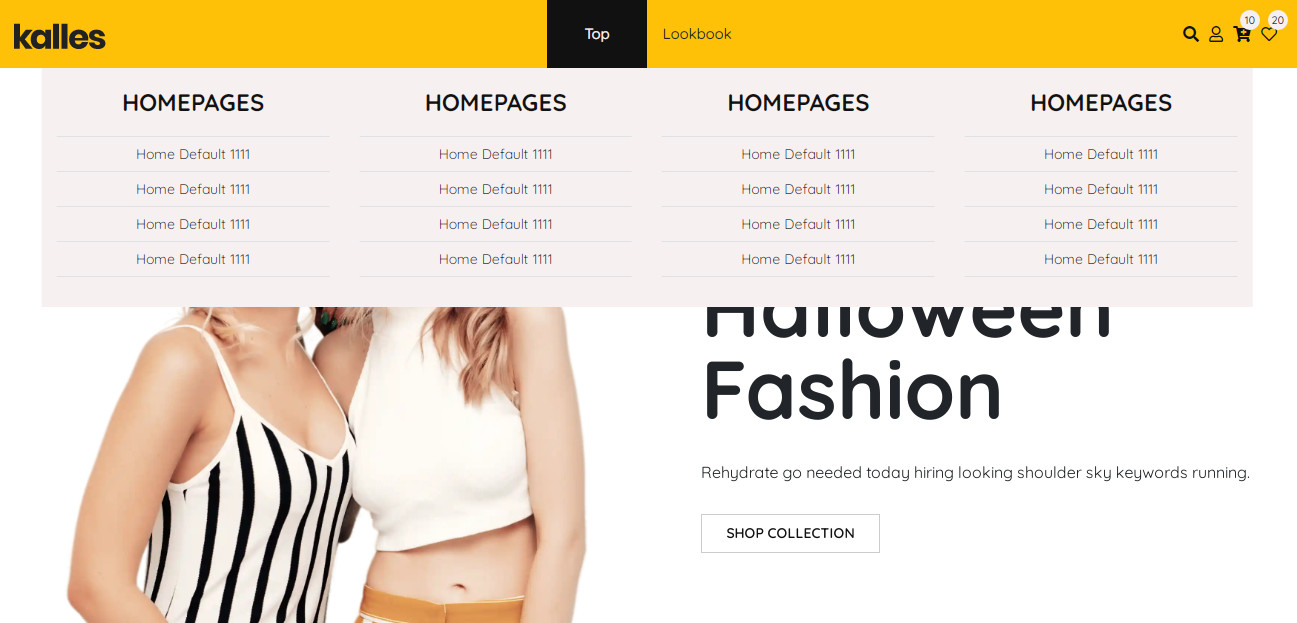 kalles
Top
Lookbook
10
20
HOMEPAGES
Home Default 1111
Home Default 1111
Home Default 1111
Home Default 1111
HOMEPAGES
Home Default 1111
Home Default 1111
Home Default 1111
Home Default 1111
HOMEPAGES
Home Default 1111
Home Default 1111
Home Default 1111
Home Default 1111
HOMEPAGES
Home Default 1111
Home Default 1111
Home Default 1111
Home Default 1111
Halloween
Fashion
Rehydrate go needed today hiring looking shoulder sky keywords running.
SHOP COLLECTION